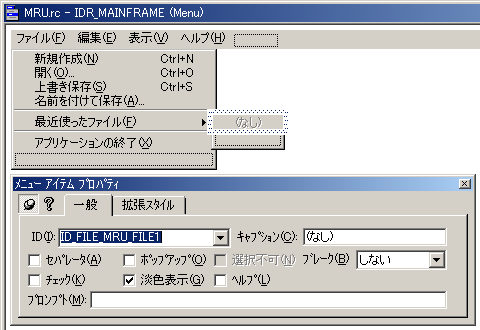 MRU.rc - IDR_MAINFRAME (Menu)
ファイル(F) 編集(E) 表示(V) ヘルプ(H)
新規作成(N) Ctrl+N
開く(O)... Ctrl+O
上書き保存(S) Ctrl+S
名前を付けて保存(A)...
最近使ったファイル(F) (なし)
アプリケーションの終了(X)
メニュー アイテム プロパティ
? 一般 拡張スタイル
ID(I): ID_FILE_MRU_FILE1 キャプション(C): (なし)
セパレータ(A) ポップアップ(O) 選択不可(N) ブレーク(B) しない
チェック(K) 淡色表示(G) ヘルプ(L)
プロンプト(M):